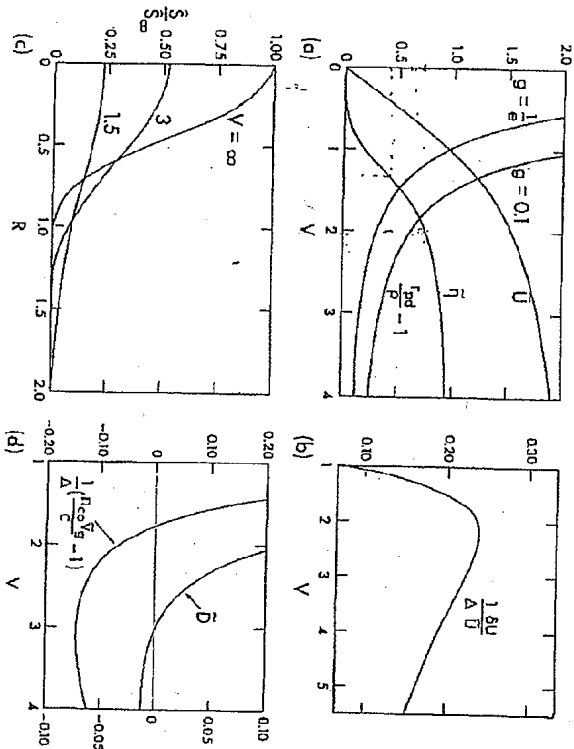 2.0
1.5
1.0
0.5
0
g = 1/e
g = 0.1
Ū
η̄
Γpd/P - 1
0 1 2 3 4
(a) V
0.30
0.20
0.10
1/Δ δU/Ū
1 2 3 4 5
(b)
1.00
0.75
0.50
0.25
0
V = ∞
3
1.5
0 0.5 1.0 1.5 2.0
(c) R
0.20
0.10
0
-0.10
-0.20
D̄
0.10
0.05
0
-0.05
-0.10
1 2 3 4
(d) V